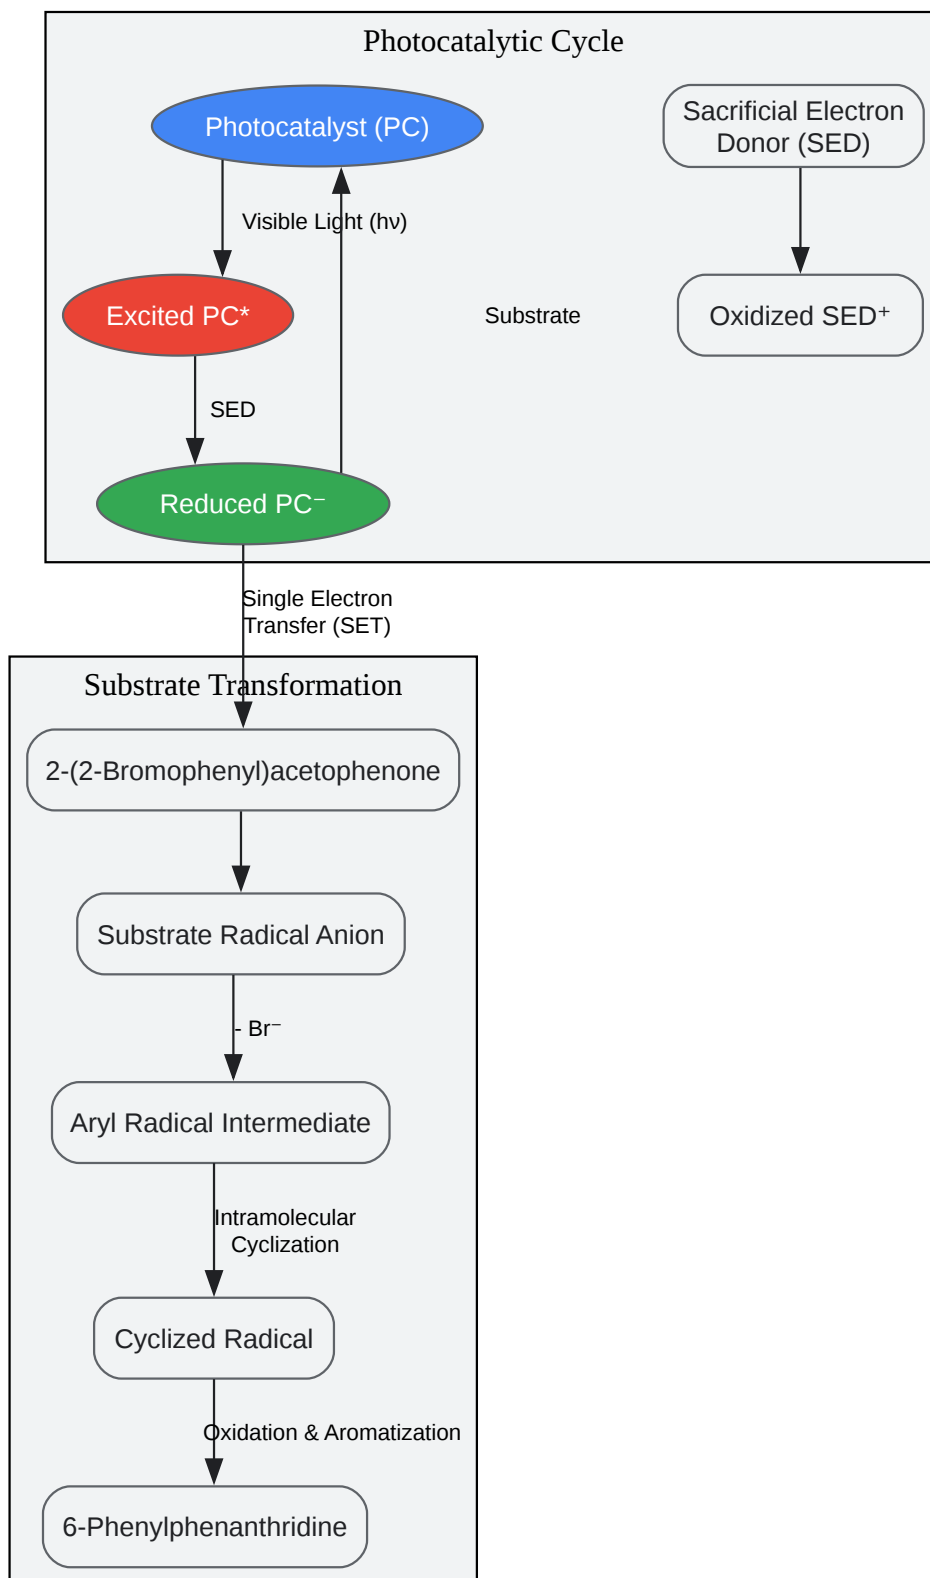 Photocatalytic Cycle
Photocatalyst (PC)
Sacrificial Electron
Donor (SED)
Visible Light (hν)
Excited PC*
Substrate
Oxidized SED⁺
SED
Reduced PC⁻
Single Electron
Transfer (SET)
Substrate Transformation
2-(2-Bromophenyl)acetophenone
Substrate Radical Anion
- Br⁻
Aryl Radical Intermediate
Intramolecular
Cyclization
Cyclized Radical
Oxidation & Aromatization
6-Phenylphenanthridine